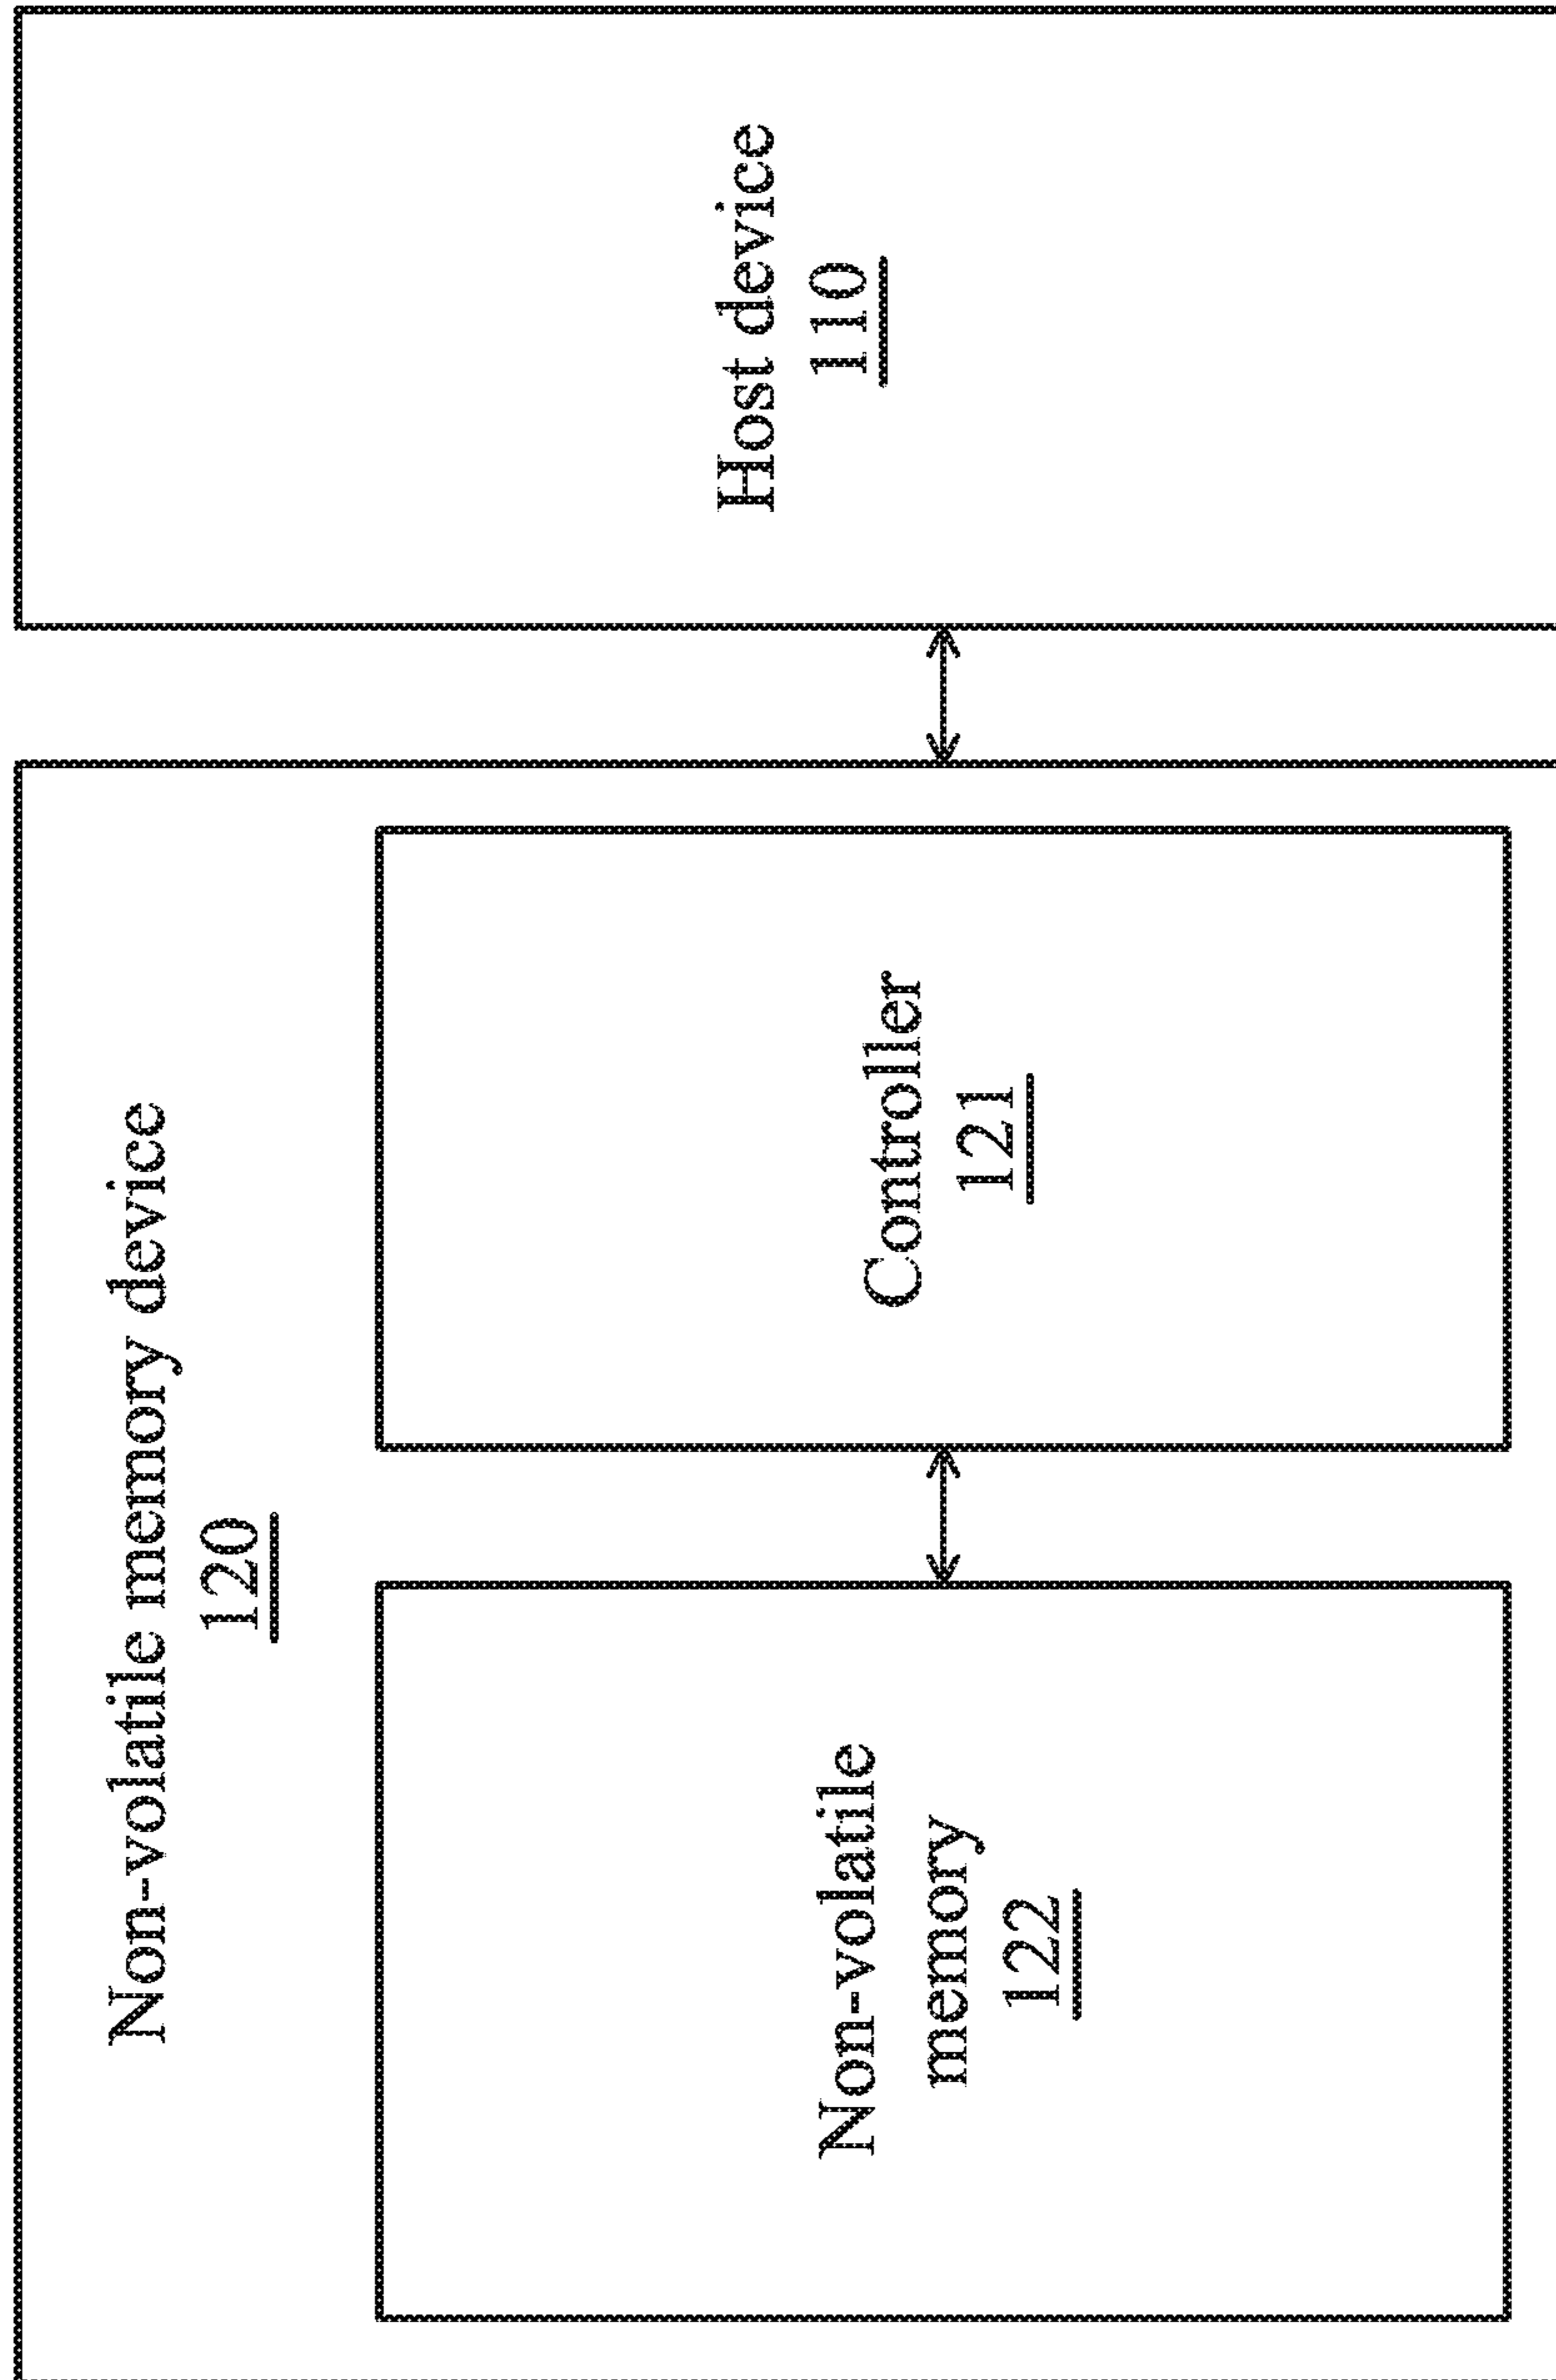 Non-volatile memory device
120
Non-volatile
memory
122
Controller
121
Host device
110